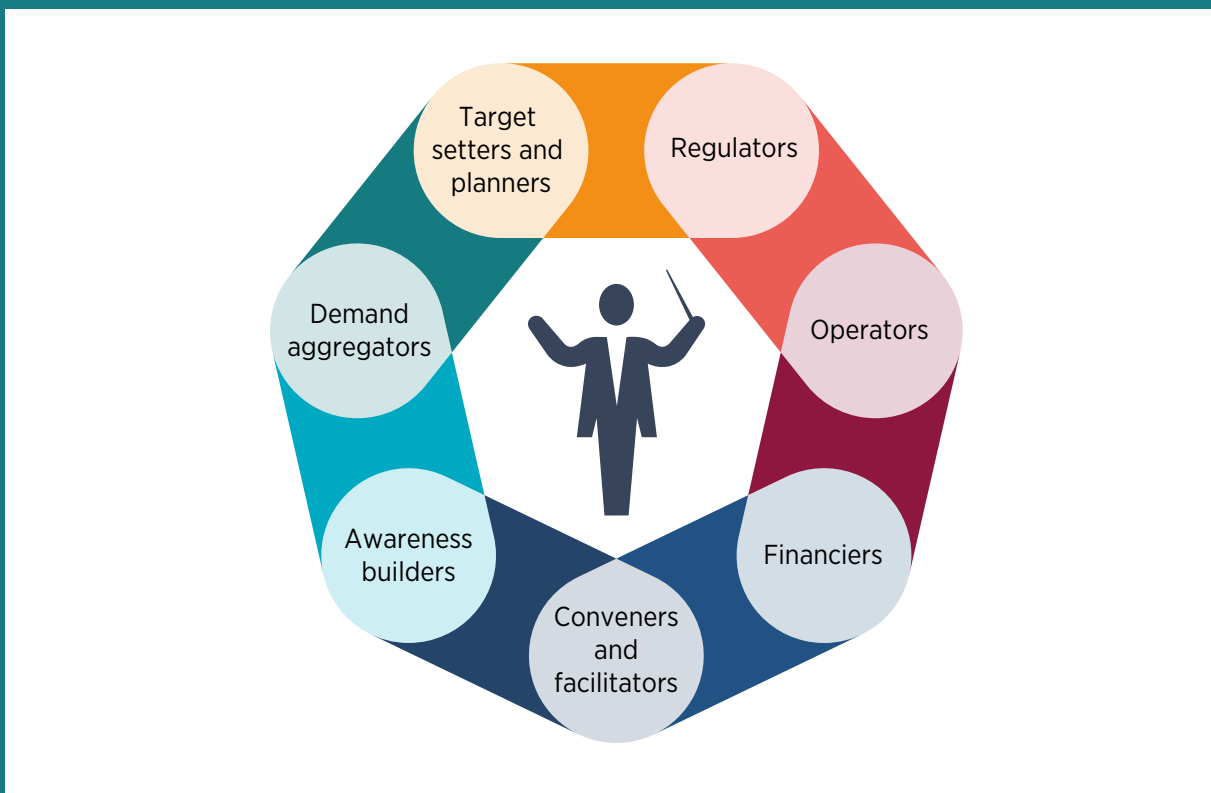 Target
setters and
planners
Regulators
Operators
Financiers
Conveners
and
facilitators
Awareness
builders
Demand
aggregators